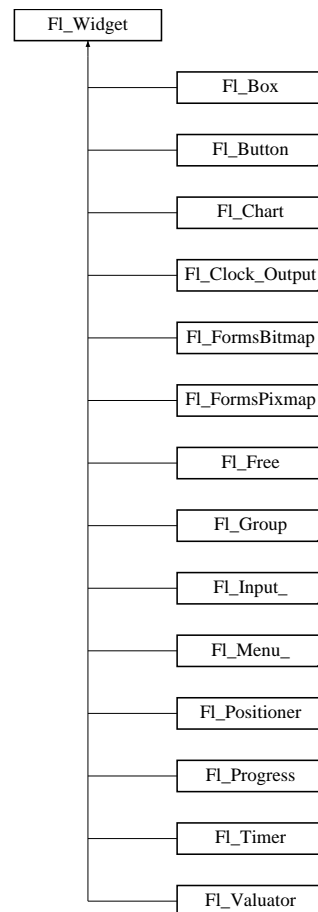 Fl_Widget
Fl_Box
Fl_Button
Fl_Chart
Fl_Clock_Output
Fl_FormsBitmap
Fl_FormsPixmap
Fl_Free
Fl_Group
Fl_Input_
Fl_Menu_
Fl_Positioner
Fl_Progress
Fl_Timer
Fl_Valuator